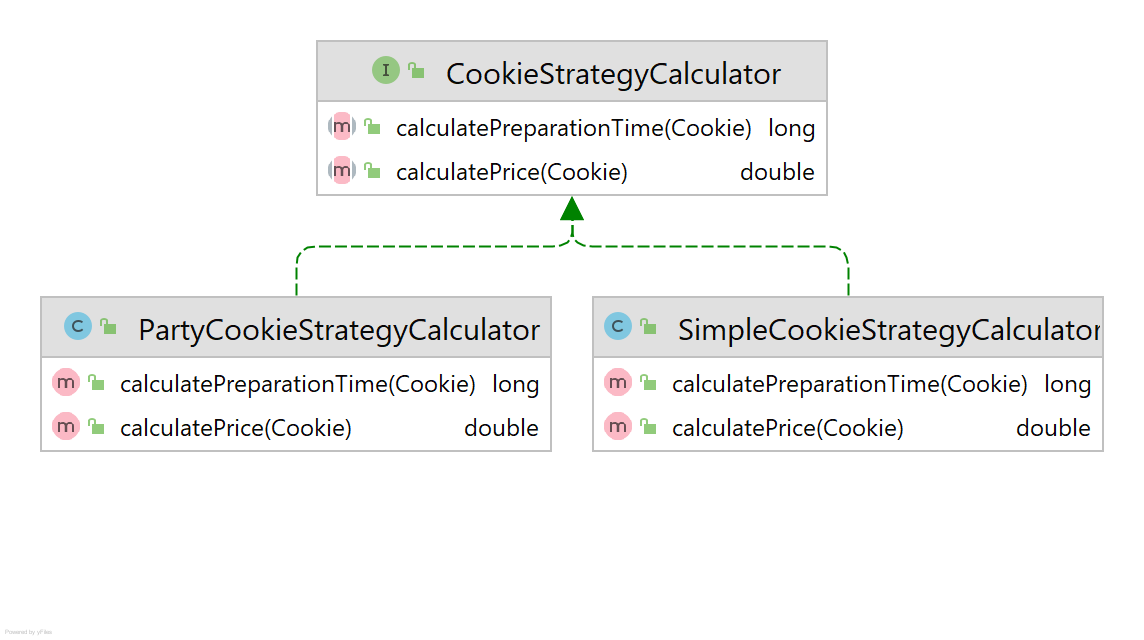 I CookieStrategyCalculator
m calculatePreparationTime(Cookie) long
m calculatePrice(Cookie) double
C PartyCookieStrategyCalculator
m calculatePreparationTime(Cookie) long
m calculatePrice(Cookie) double
C SimpleCookieStrategyCalculator
m calculatePreparationTime(Cookie) long
m calculatePrice(Cookie) double
Powered by yFiles